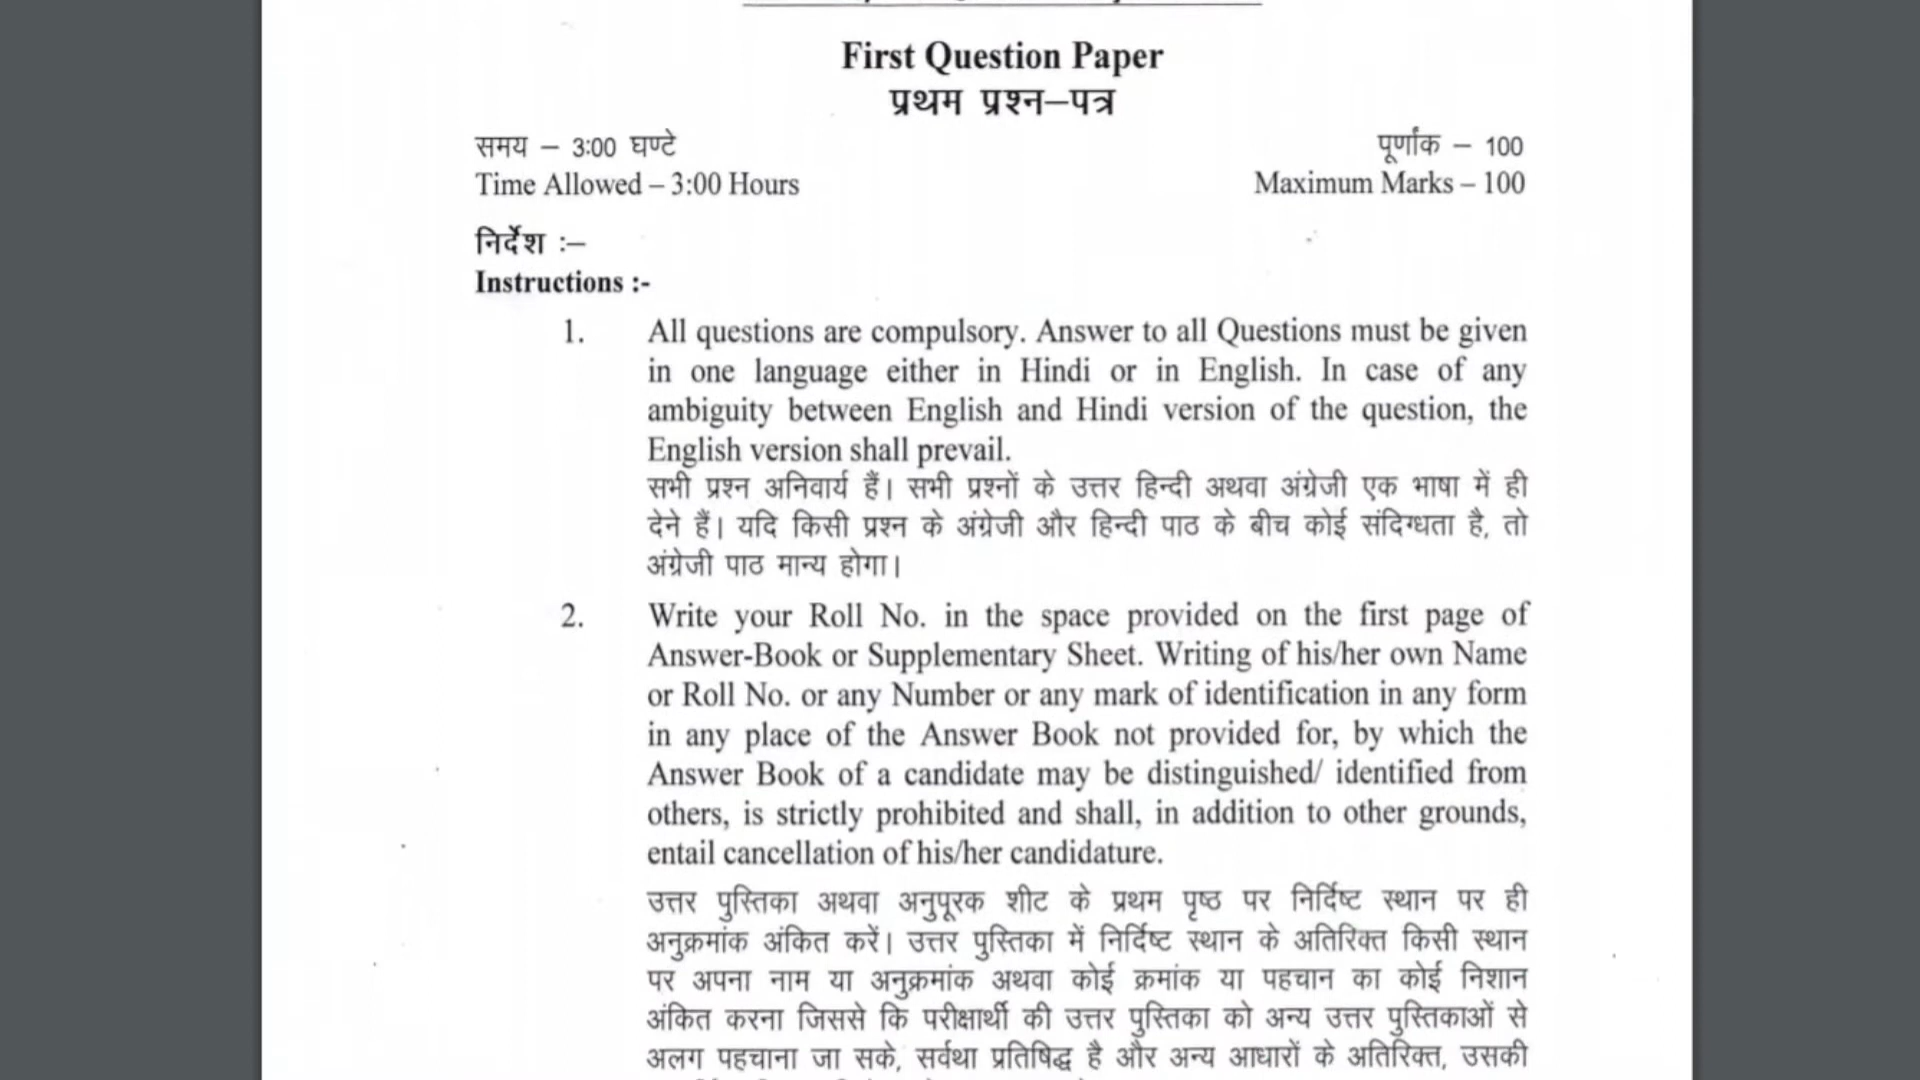 First Question Paper
प्रथम प्रश्न–पत्र
समय – 3:00 घण्टे
पूर्णांक – 100
Time Allowed – 3:00 Hours
Maximum Marks – 100
निर्देश :–
Instructions :-
1. All questions are compulsory. Answer to all Questions must be given
in one language either in Hindi or in English. In case of any
ambiguity between English and Hindi version of the question, the
English version shall prevail.
सभी प्रश्न अनिवार्य हैं। सभी प्रश्नों के उत्तर हिन्दी अथवा अंग्रेजी एक भाषा में ही
देने हैं। यदि किसी प्रश्न के अंग्रेजी और हिन्दी पाठ के बीच कोई संदिग्धता है, तो
अंग्रेजी पाठ मान्य होगा।
2. Write your Roll No. in the space provided on the first page of
Answer-Book or Supplementary Sheet. Writing of his/her own Name
or Roll No. or any Number or any mark of identification in any form
in any place of the Answer Book not provided for, by which the
Answer Book of a candidate may be distinguished/ identified from
others, is strictly prohibited and shall, in addition to other grounds,
entail cancellation of his/her candidature.
उत्तर पुस्तिका अथवा अनुपूरक शीट के प्रथम पृष्ठ पर निर्दिष्ट स्थान पर ही
अनुक्रमांक अंकित करें। उत्तर पुस्तिका में निर्दिष्ट स्थान के अतिरिक्त किसी स्थान
पर अपना नाम या अनुक्रमांक अथवा कोई क्रमांक या पहचान का कोई निशान
अंकित करना जिससे कि परीक्षार्थी की उत्तर पुस्तिका को अन्य उत्तर पुस्तिकाओं से
अलग पहचाना जा सके, सर्वथा प्रतिषिद्ध है और अन्य आधारों के अतिरिक्त, उसकी